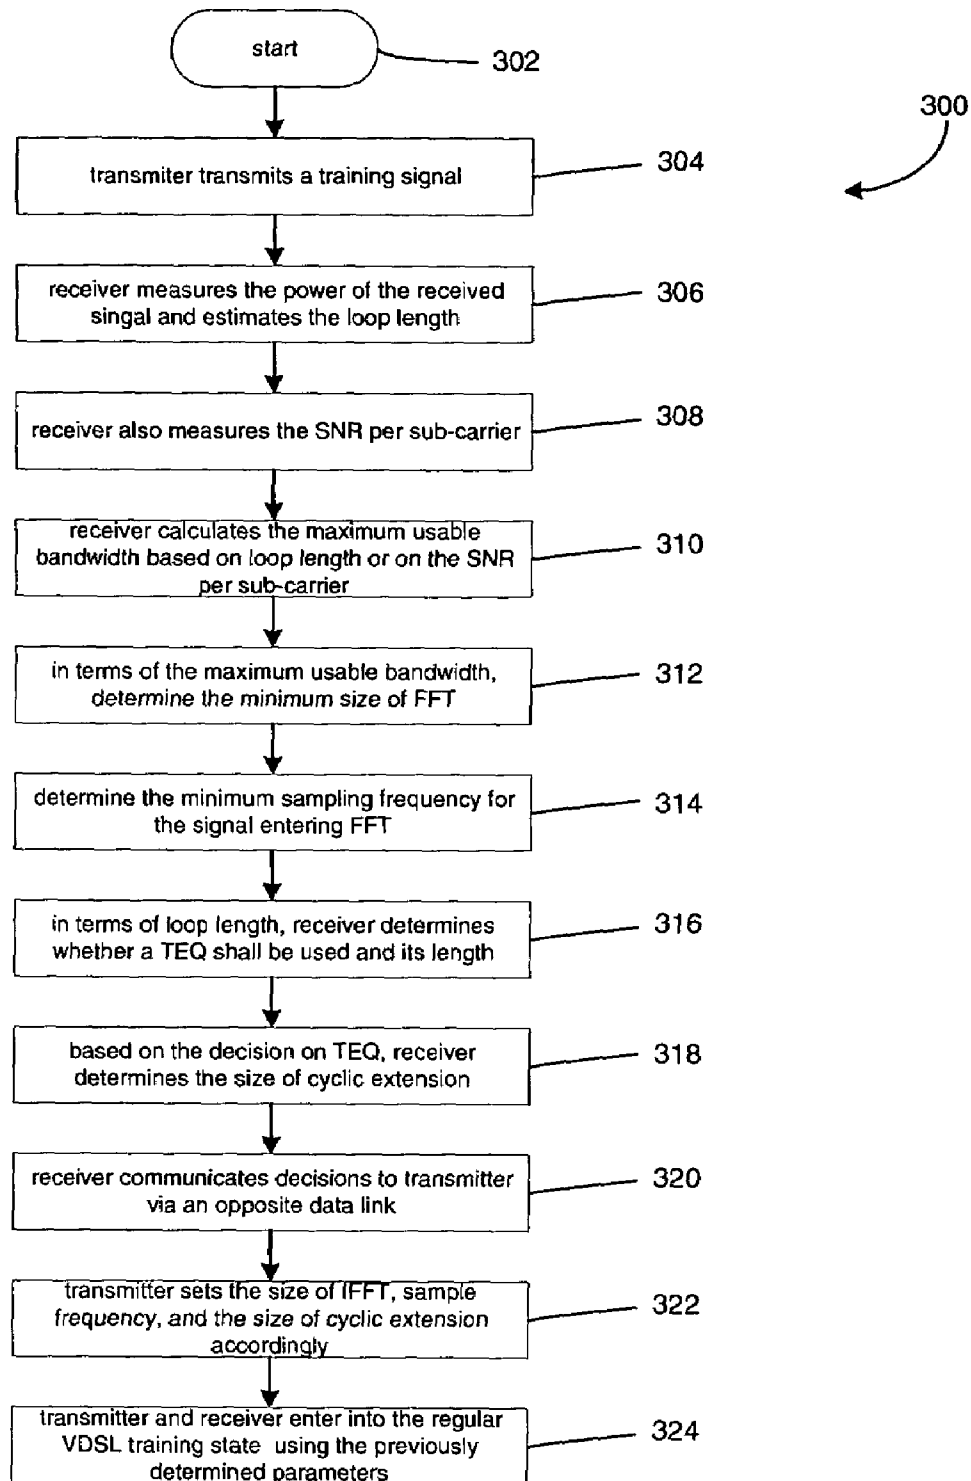 start
302
300
transmiter transmits a training signal
304
receiver measures the power of the received
singal and estimates the loop length
306
receiver also measures the SNR per sub-carrier
308
receiver calculates the maximum usable
bandwidth based on loop length or on the SNR
per sub-carrier
310
in terms of the maximum usable bandwidth,
determine the minimum size of FFT
312
determine the minimum sampling frequency for
the signal entering FFT
314
in terms of loop length, receiver determines
whether a TEQ shall be used and its length
316
based on the decision on TEQ, receiver
determines the size of cyclic extension
318
receiver communicates decisions to transmitter
via an opposite data link
320
transmitter sets the size of IFFT, sample
frequency, and the size of cyclic extension
accordingly
322
transmitter and receiver enter into the regular
VDSL training state using the previously
determined parameters
324